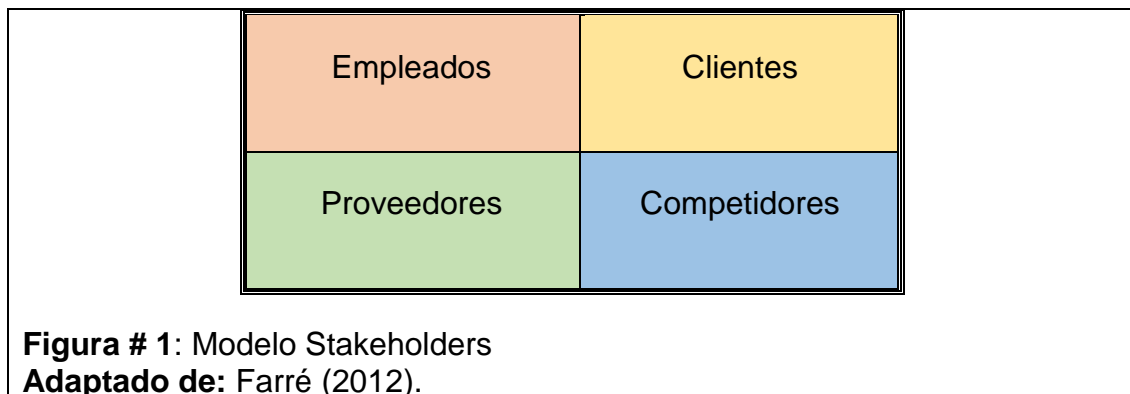 Empleados Clientes
Proveedores Competidores
Figura # 1: Modelo Stakeholders
Adaptado de: Farré (2012).